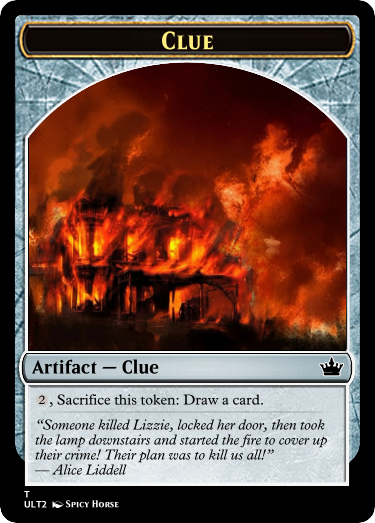 CLUE
Artifact — Clue
2, Sacrifice this token: Draw a card.
“Someone killed Lizzie, locked her door, then took
the lamp downstairs and started the fire to cover up
their crime! Their plan was to kill us all!”
— Alice Liddell
T
ULT2 SPICY HORSE